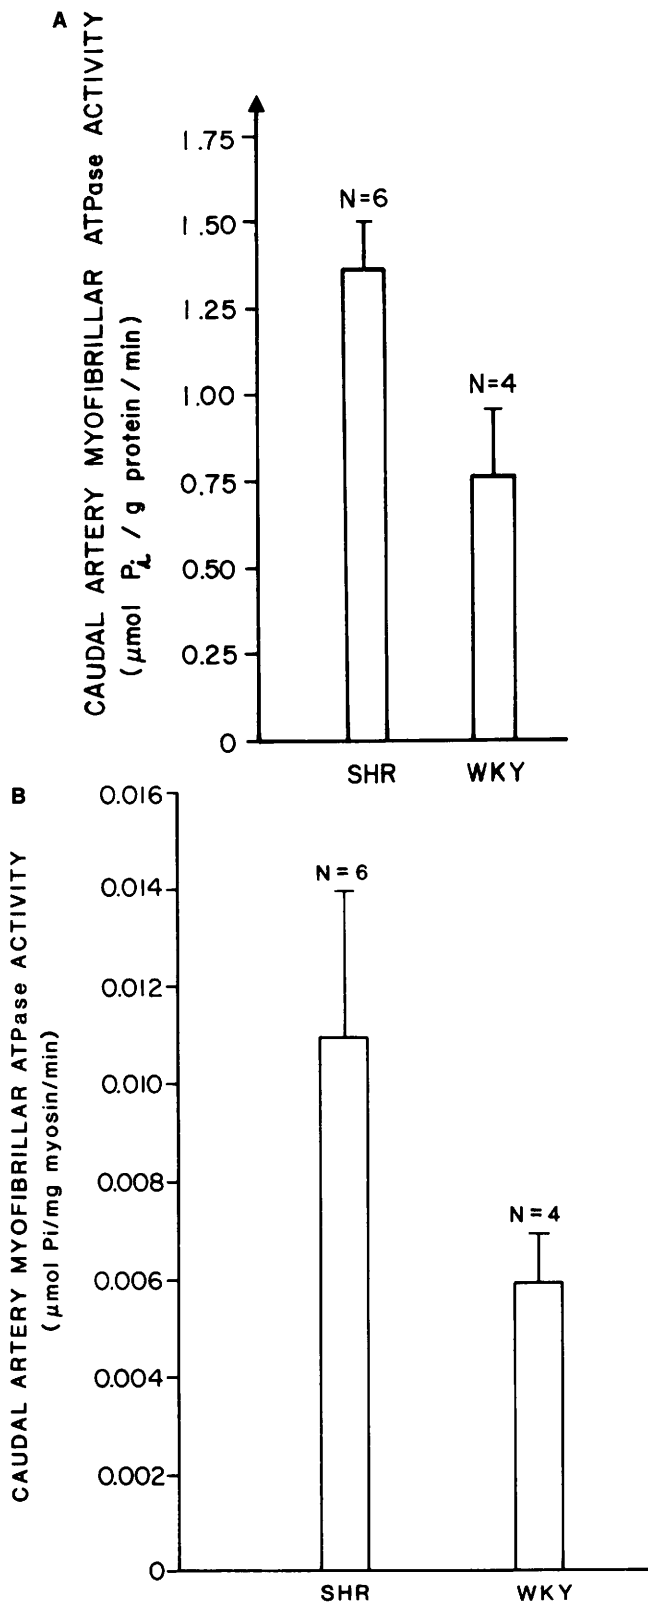 A
CAUDAL ARTERY MYOFIBRILLAR ATPase ACTIVITY
(μmol Pi / g protein / min)
1.75
1.50
1.25
1.00
0.75
0.50
0.25
0
N=6
N=4
SHR WKY
B
CAUDAL ARTERY MYOFIBRILLAR ATPase ACTIVITY
(μmol Pi/mg myosin/min)
0.016
0.014
0.012
0.010
0.008
0.006
0.004
0.002
0
N = 6
N = 4
SHR WKY